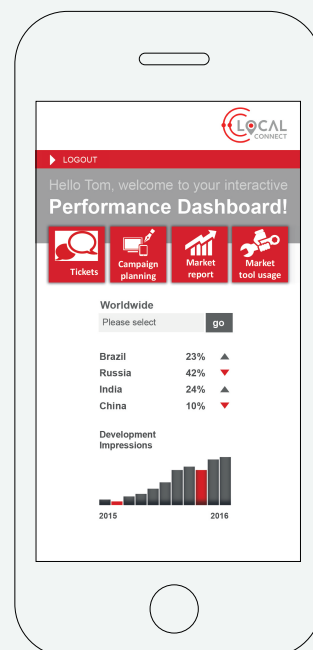 LOCAL
CONNECT
LOGOUT
Hello Tom, welcome to your interactive
Performance Dashboard!
Tickets
Campaign
planning
Market
report
Market
tool usage
Worldwide
Please select
go
Brazil 23%
Russia 42%
India 24%
China 10%
Development
Impressions
2015 2016